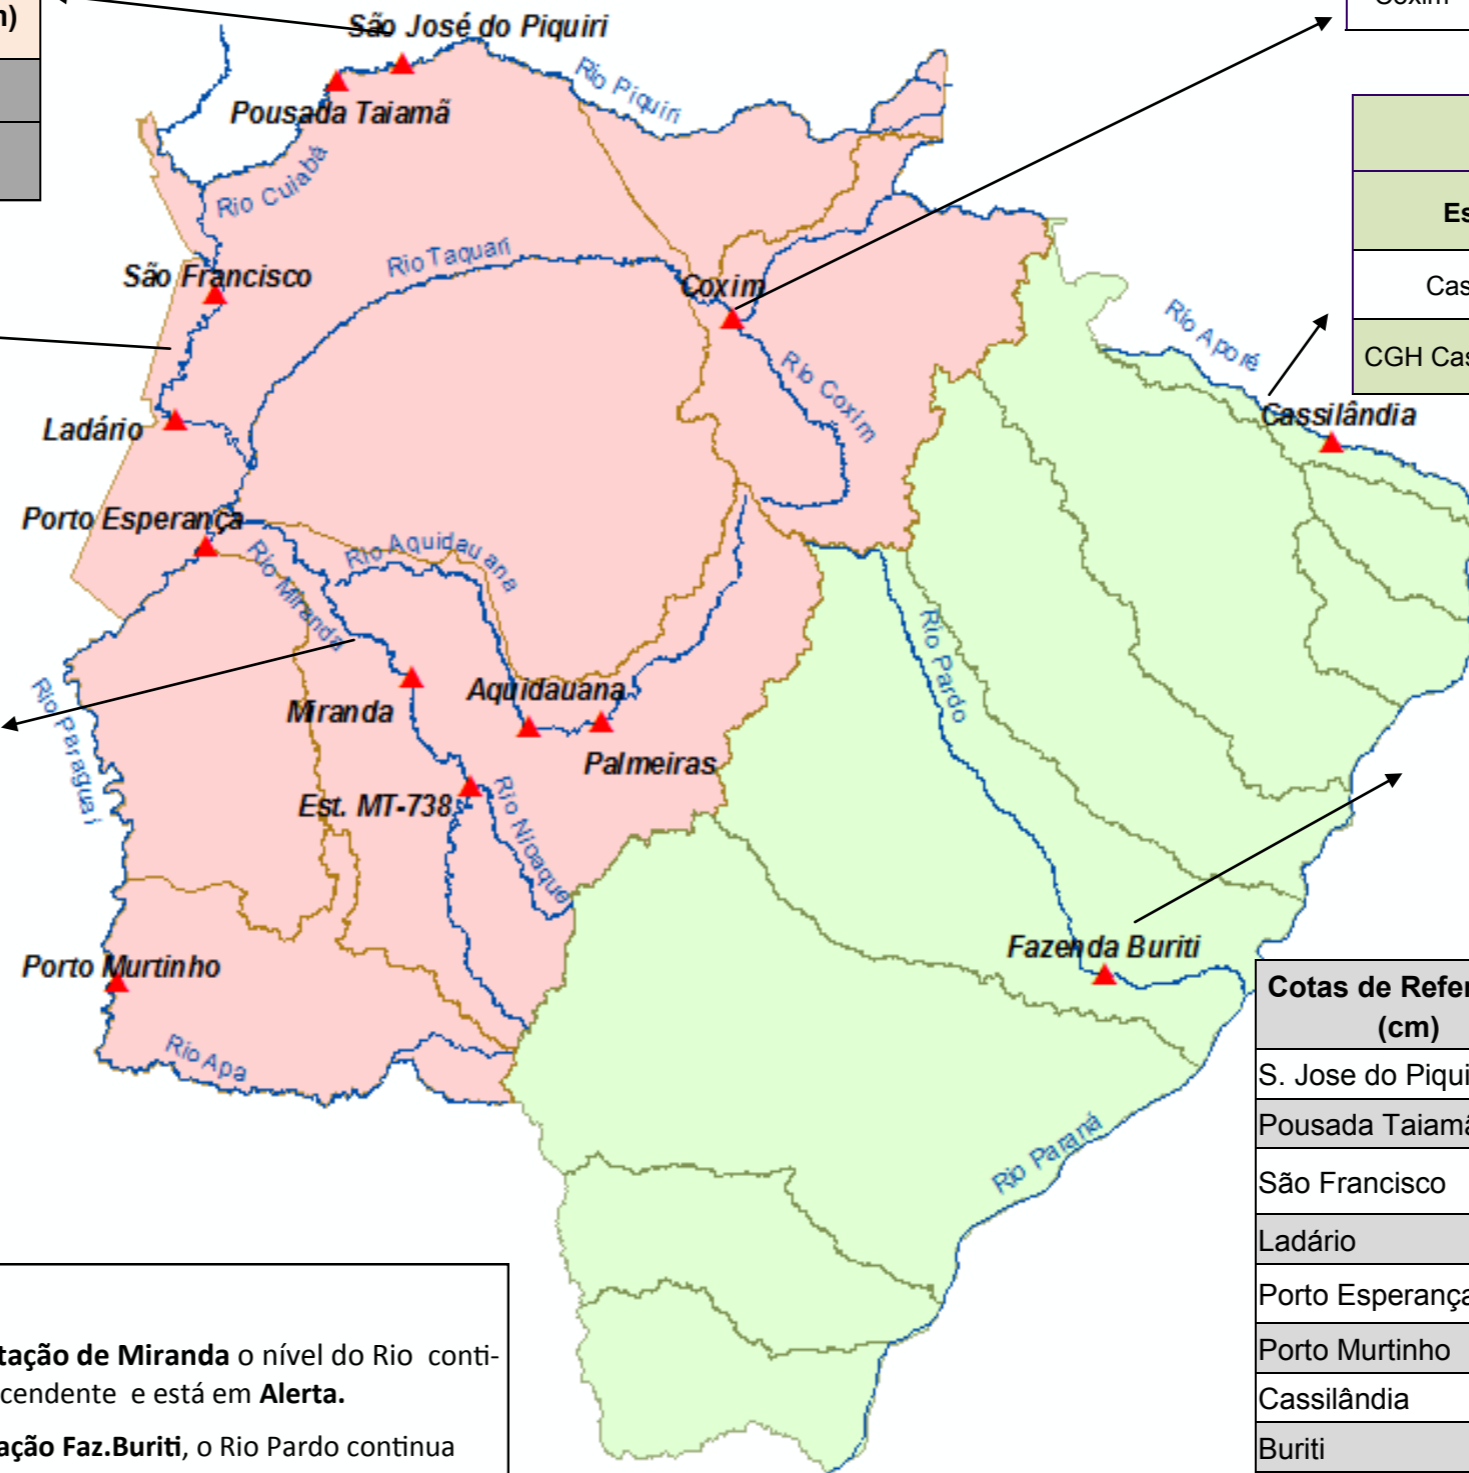 São José do Piquiri
Rio Piquiri
Pousada Taiamã
Rio Cuiabá
Rio Taquari
São Francisco
Coxim
Rio Aporé
Cas
CGH Cas
Rio Coxim
Cassilândia
Ladário
Porto Esperança
Rio Aquidauana
Rio Miranda
Rio Pardo
Rio Paraguai
Miranda
Aquidauana
Palmeiras
Est. MT-738
Rio Nioaque
Fazenda Buriti
Porto Murtinho
Rio Apa
Rio Paraná
Cotas de Refer
(cm)
S. Jose do Piqui
Pousada Taiamã
São Francisco
Ladário
Porto Esperança
Porto Murtinho
Cassilândia
Buriti
tação de Miranda o nível do Rio conti-
cendente e está em Alerta.
ação Faz.Buriti, o Rio Pardo continua